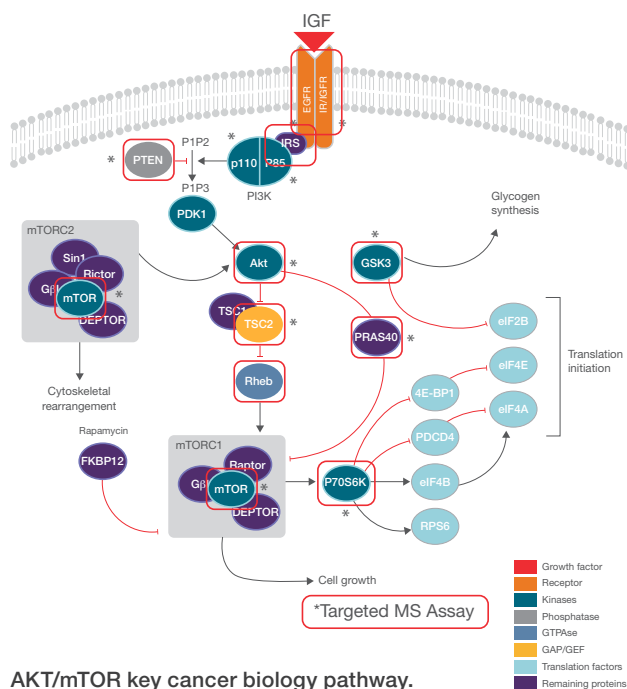 IGF
EGFR
IR/IGFR
*
*
IRS
*
P1P2
PTEN
*
p110
P85
*
PI3K
P1P3
PDK1
Glycogen
synthesis
mTORC2
Sin1
Rictor
Gβl
mTOR
*
DEPTOR
Akt
*
*
GSK3
TSC1
TSC2
*
PRAS40
*
eIF2B
Translation
initiation
eIF4E
4E-BP1
eIF4A
PDCD4
Rheb
Cytoskeletal
rearrangement
Rapamycin
FKBP12
mTORC1
Raptor
Gβl
mTOR
*
DEPTOR
P70S6K
*
eIF4B
RPS6
Cell growth
*Targeted MS Assay
Growth factor
Receptor
Kinases
Phosphatase
GTPAse
GAP/GEF
Translation factors
Remaining proteins
AKT/mTOR key cancer biology pathway.